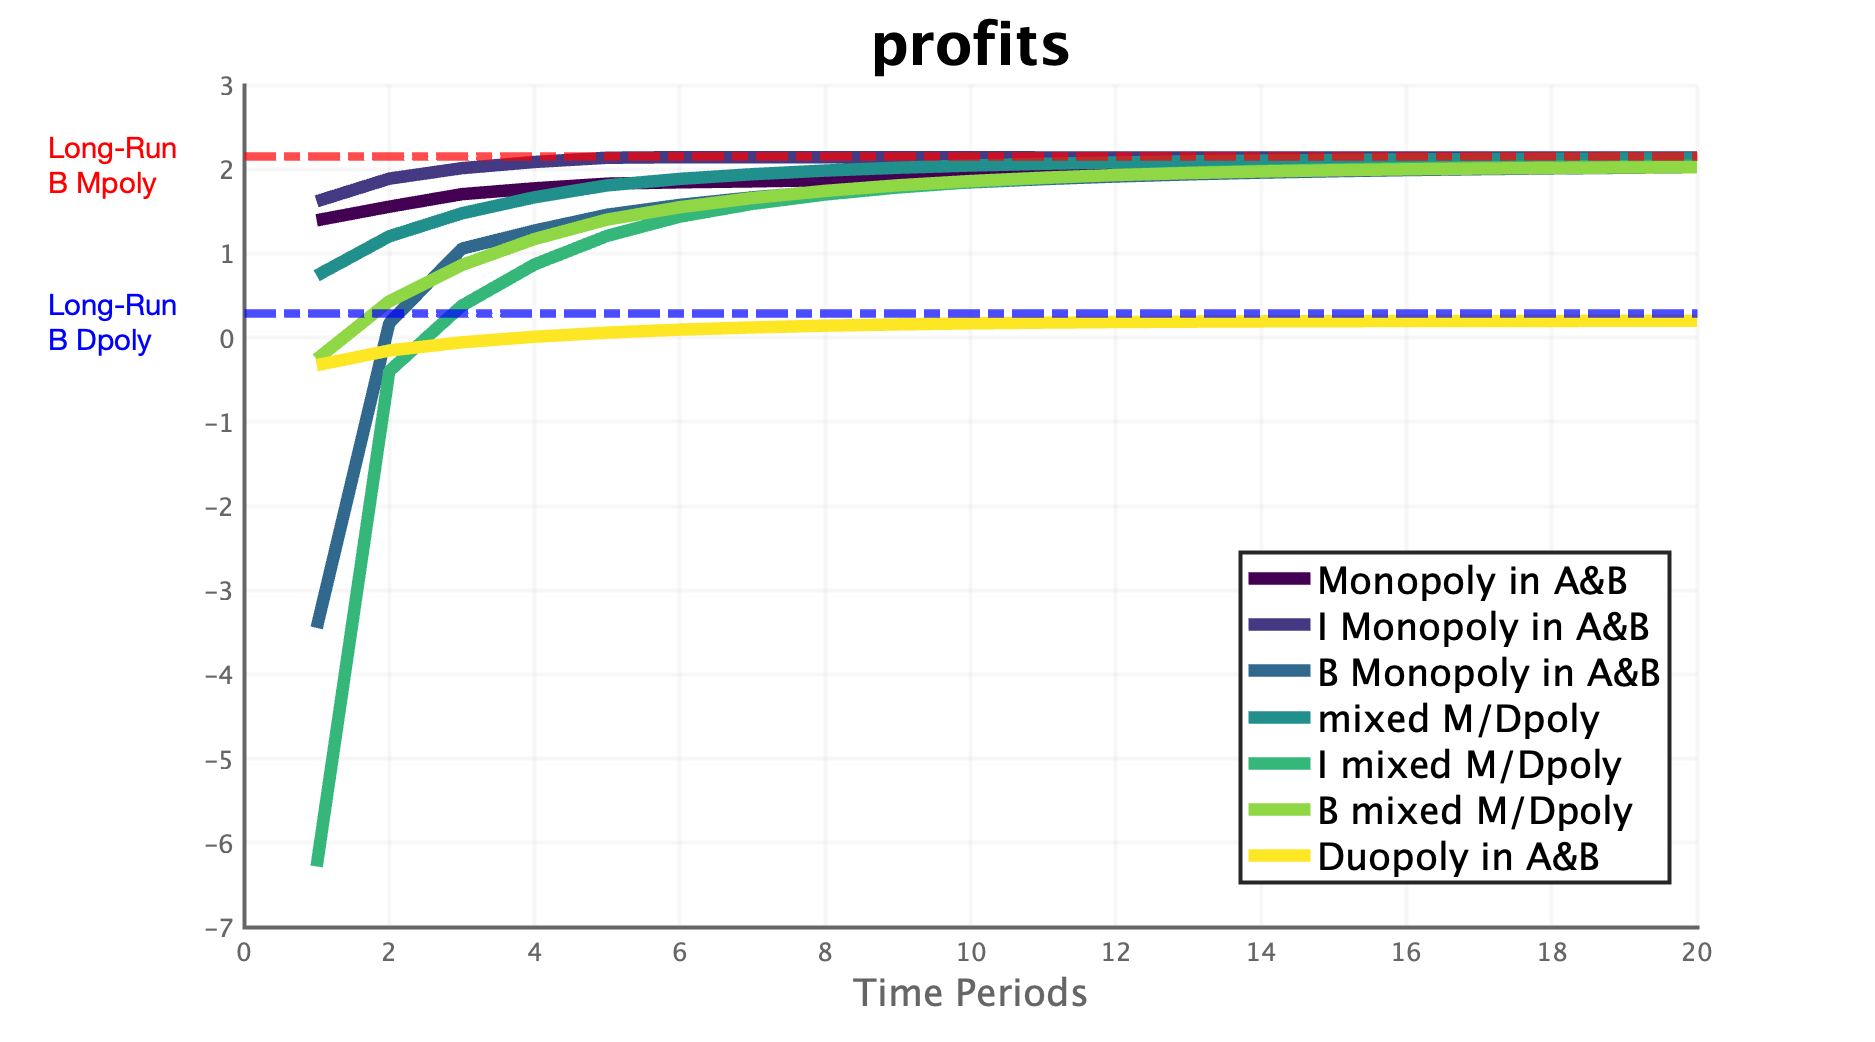 profits
Long-Run
B Mpoly
Long-Run
B Dpoly
3
2
1
0
−1
−2
−3
−4
−5
−6
−7
0 2 4 6 8 10 12 14 16 18 20
Time Periods
Monopoly in A&B
I Monopoly in A&B
B Monopoly in A&B
mixed M/Dpoly
I mixed M/Dpoly
B mixed M/Dpoly
Duopoly in A&B